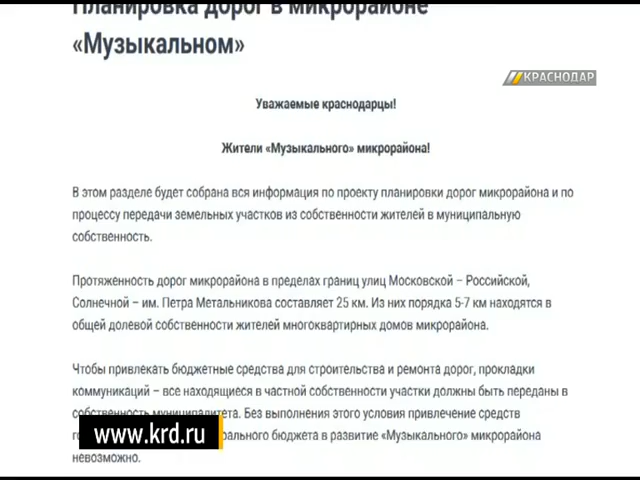 Планировка дорог в микрорайоне
«Музыкальном»
КРАСНОДАР
Уважаемые краснодарцы!
Жители «Музыкального» микрорайона!
В этом разделе будет собрана вся информация по проекту планировки дорог микрорайона и по
процессу передачи земельных участков из собственности жителей в муниципальную
собственность.
Протяженность дорог микрорайона в пределах границ улиц Московской – Российской,
Солнечной – им. Петра Метальникова составляет 25 км. Из них порядка 5-7 км находятся в
общей долевой собственности жителей многоквартирных домов микрорайона.
Чтобы привлекать бюджетные средства для строительства и ремонта дорог, прокладки
коммуникаций – все находящиеся в частной собственности участки должны быть переданы в
собственность муниципалитета. Без выполнения этого условия привлечение средств
бюджета в развитие «Музыкального» микрорайона
невозможно.
www.krd.ru